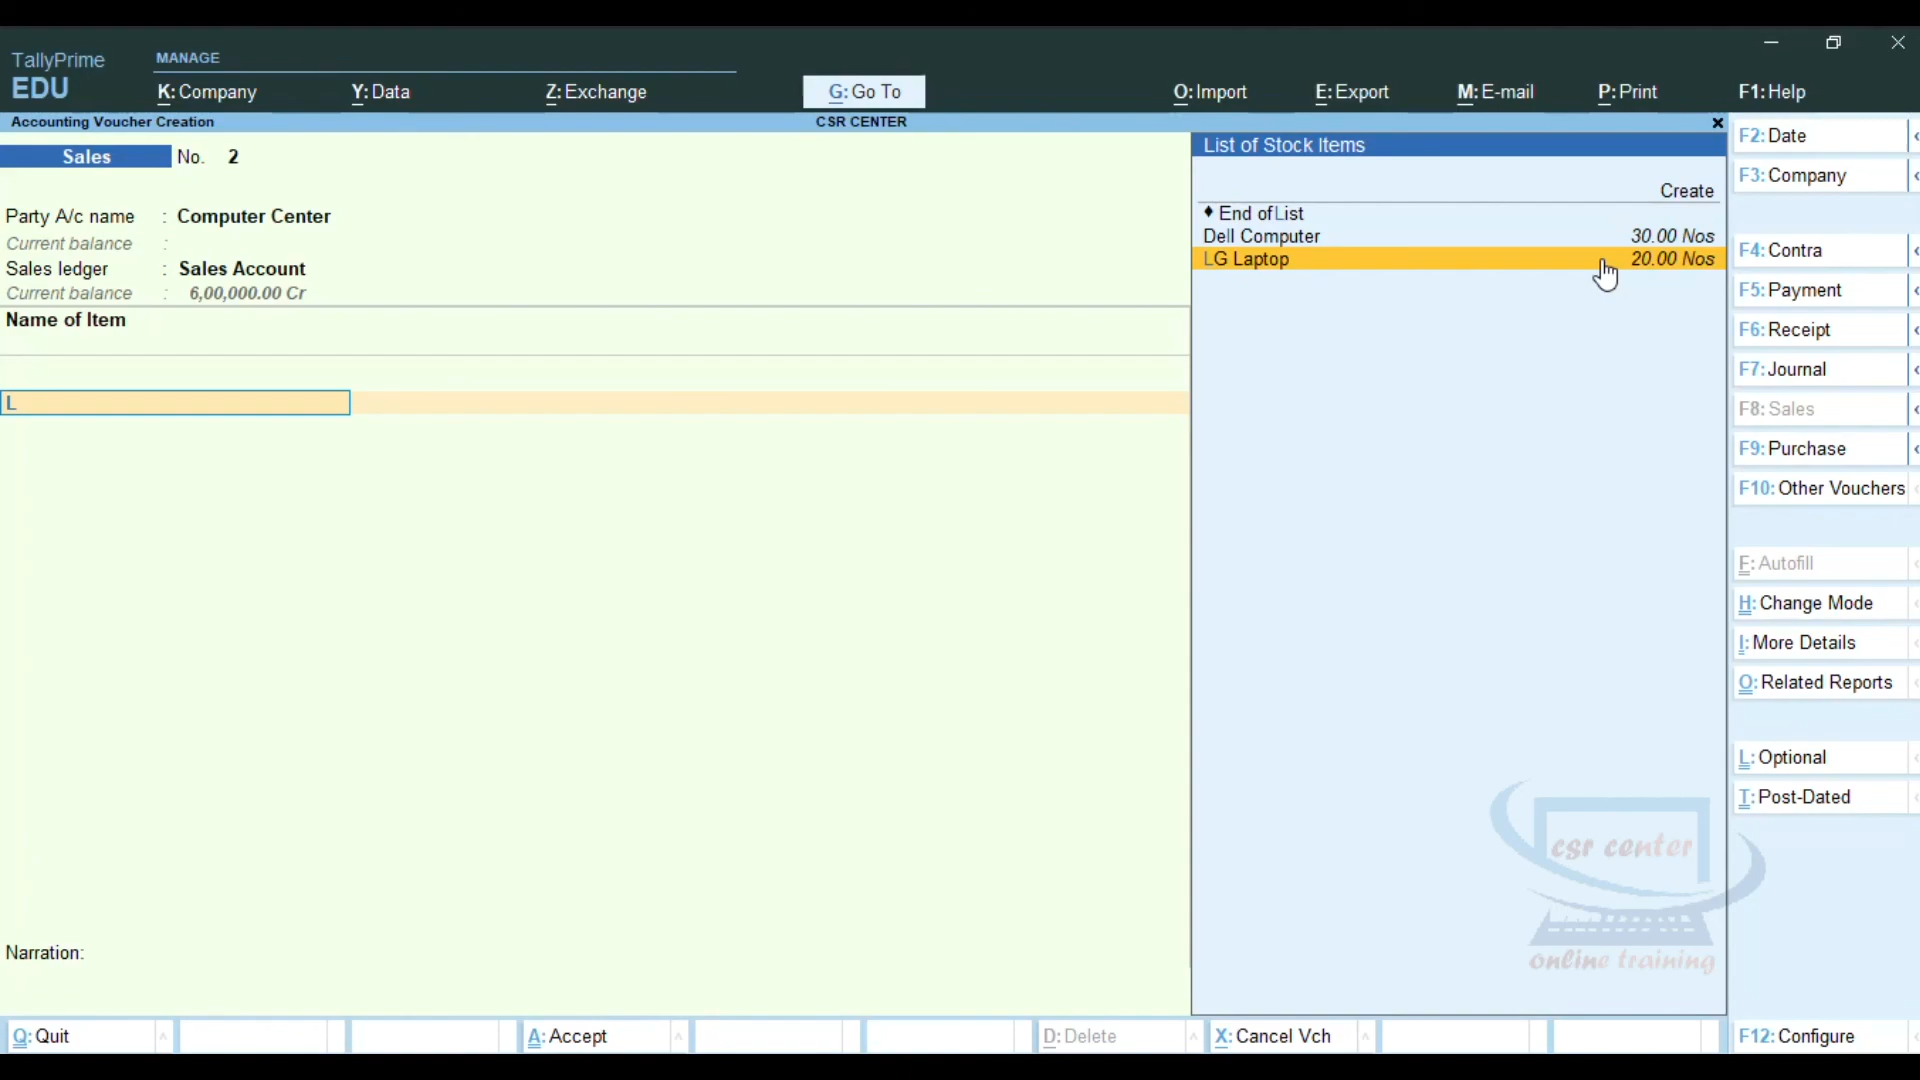 TallyPrime
EDU
MANAGE
K: Company
Y: Data
Z: Exchange
G: Go To
O: Import
E: Export
M: E-mail
P: Print
F1: Help
Accounting Voucher Creation
CSR CENTER
Sales No. 2
Party A/c name : Computer Center
Current balance :
Sales ledger : Sales Account
Current balance : 6,00,000.00 Cr
Name of Item
L
Narration:
List of Stock Items
Create
♦ End of List
Dell Computer 30.00 Nos
LG Laptop 20.00 Nos
csr center
online training
F2: Date
F3: Company
F4: Contra
F5: Payment
F6: Receipt
F7: Journal
F8: Sales
F9: Purchase
F10: Other Vouchers
F: Autofill
H: Change Mode
I: More Details
O: Related Reports
L: Optional
T: Post-Dated
Q: Quit
A: Accept
D: Delete
X: Cancel Vch
F12: Configure